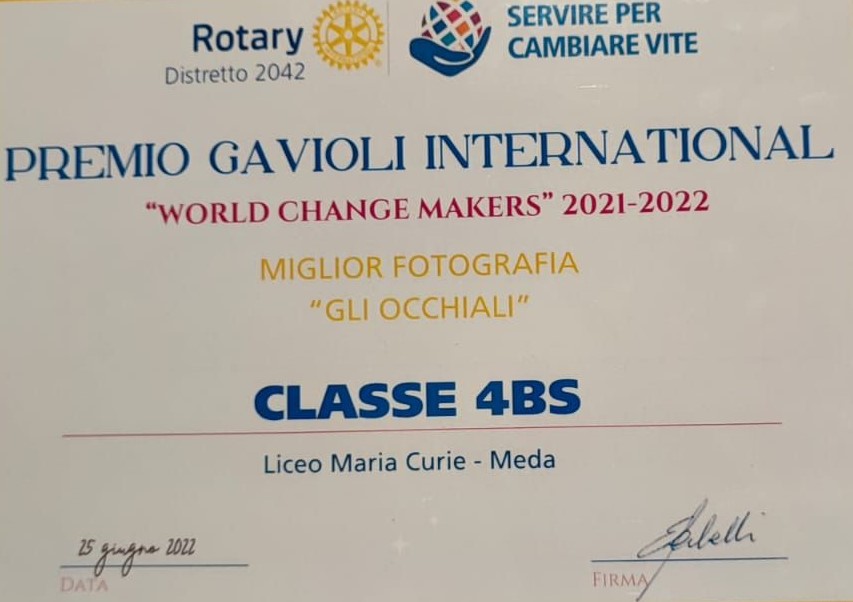 Rotary
Distretto 2042
SERVIRE PER
CAMBIARE VITE
PREMIO GAVIOLI INTERNATIONAL
“WORLD CHANGE MAKERS” 2021-2022
MIGLIOR FOTOGRAFIA
“GLI OCCHIALI”
CLASSE 4BS
Liceo Maria Curie - Meda
25 giugno 2022
DATA
FIRMA